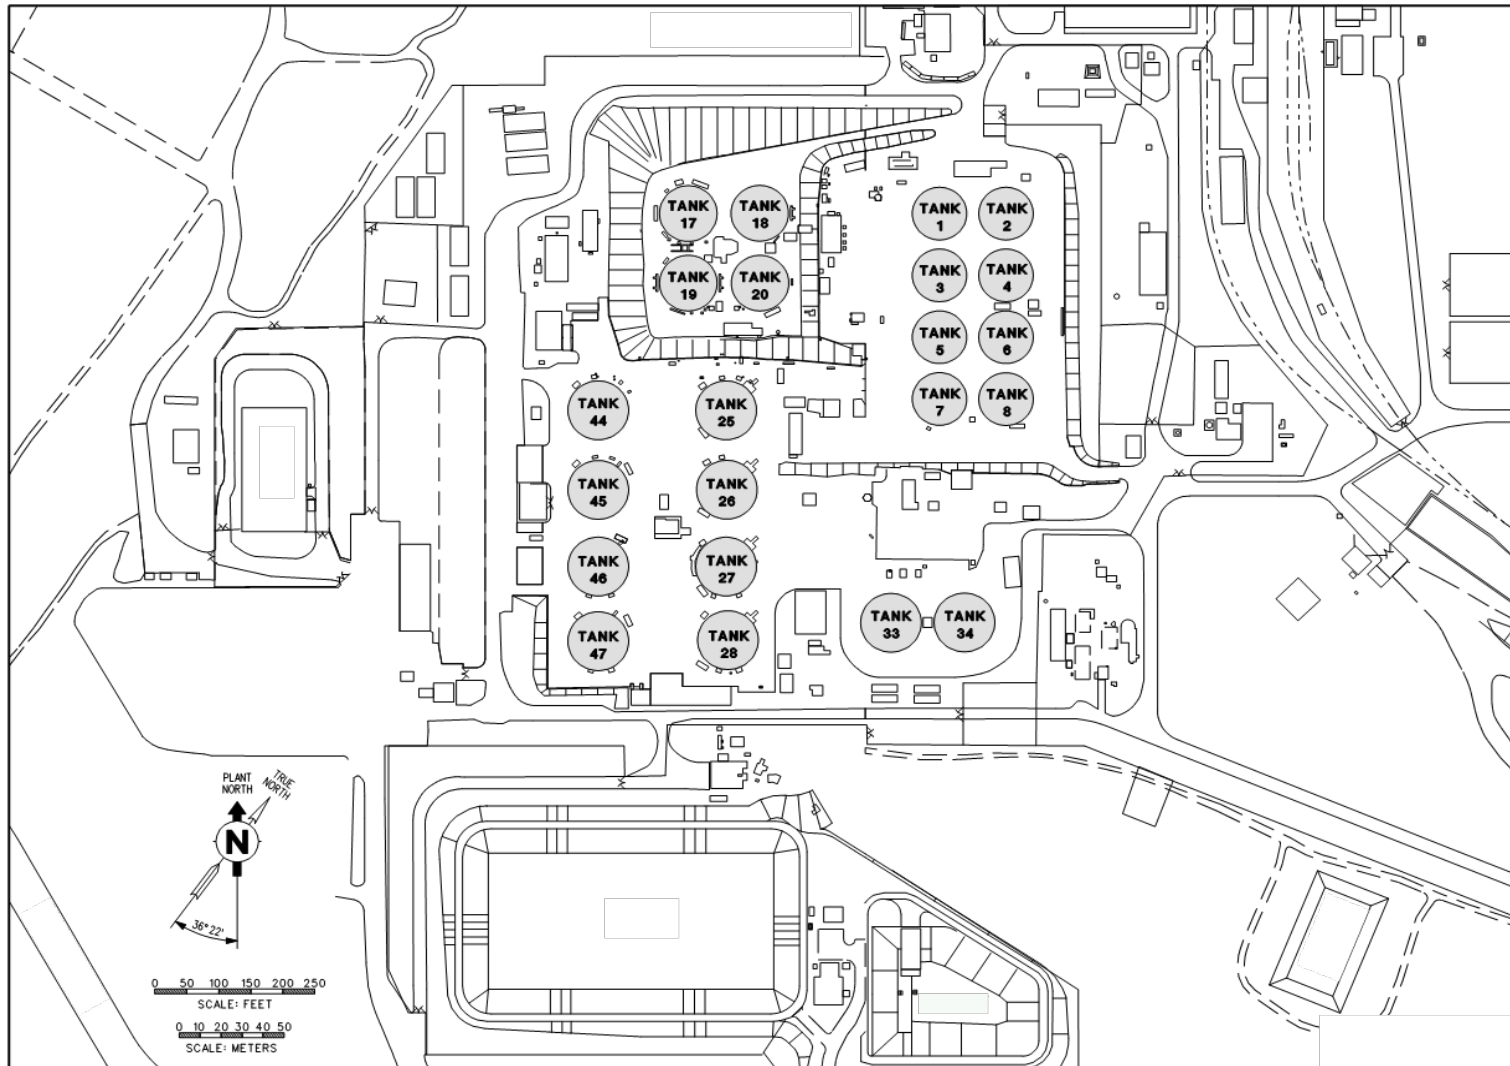 TANK
17
TANK
18
TANK
1
TANK
2
TANK
19
TANK
20
TANK
3
TANK
4
TANK
5
TANK
6
TANK
7
TANK
8
TANK
44
TANK
25
TANK
45
TANK
26
TANK
46
TANK
27
TANK
47
TANK
28
TANK
33
TANK
34
PLANT
NORTH
TRUE
NORTH
N
36° 22'
0 50 100 150 200 250
SCALE: FEET
0 10 20 30 40 50
SCALE: METERS